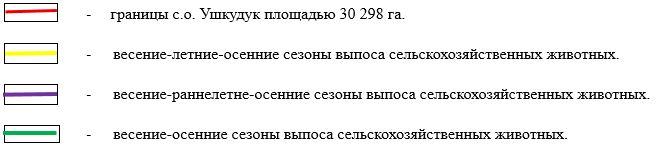 - границы с.о. Ушкудук площадью 30 298 га.
- весение-летние-осенние сезоны выпоса сельскохозяйственных животных.
- весение-раннелетне-осенние сезоны выпоса сельскохозяйственных животных.
- весение-осенние сезоны выпоса сельскохозяйственных животных.